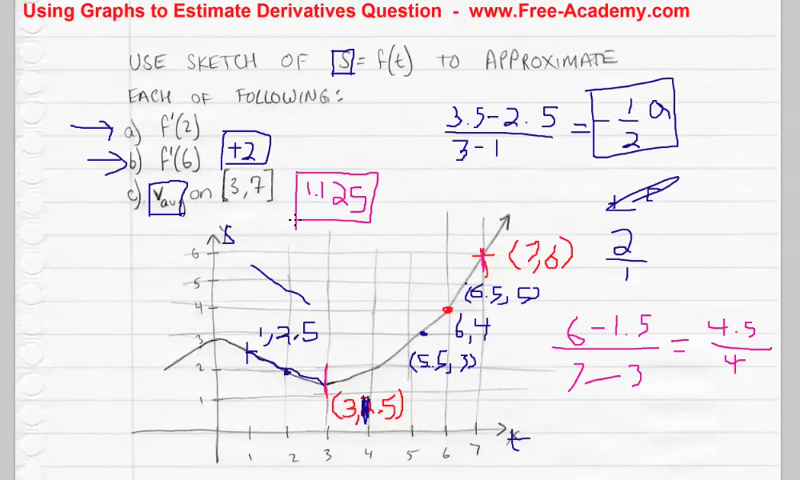 Using Graphs to Estimate Derivatives Question - www.Free-Academy.com
USE SKETCH OF S = f(t) TO APPROXIMATE
EACH OF FOLLOWING:
a) f'(2)
b) f'(6) +2
c) Vav on [3,7] 1.125
3.5-2.5
3-1
= -1/2 a
2
1
S
6
5
4
3
2
1
1, 2.5
(3, 1.5)
(5.5, 3)
6, 4
(6.5, 5)
(7,6)
6-1.5
7-3
= 4.5
4
1 2 3 4 5 6 7 t